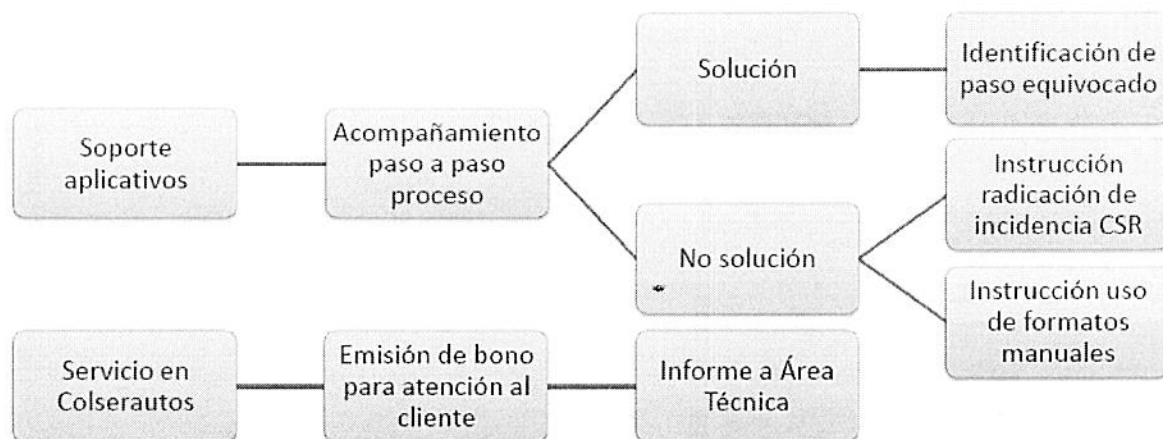 Soporte
aplicativos
Acompañamiento
paso a paso
proceso
Solución
Identificación de
paso equivocado
No solución
Instrucción
radicación de
incidencia CSR
Instrucción uso
de formatos
manuales
Servicio en
Colserautos
Emisión de bono
para atención al
cliente
Informe a Área
Técnica